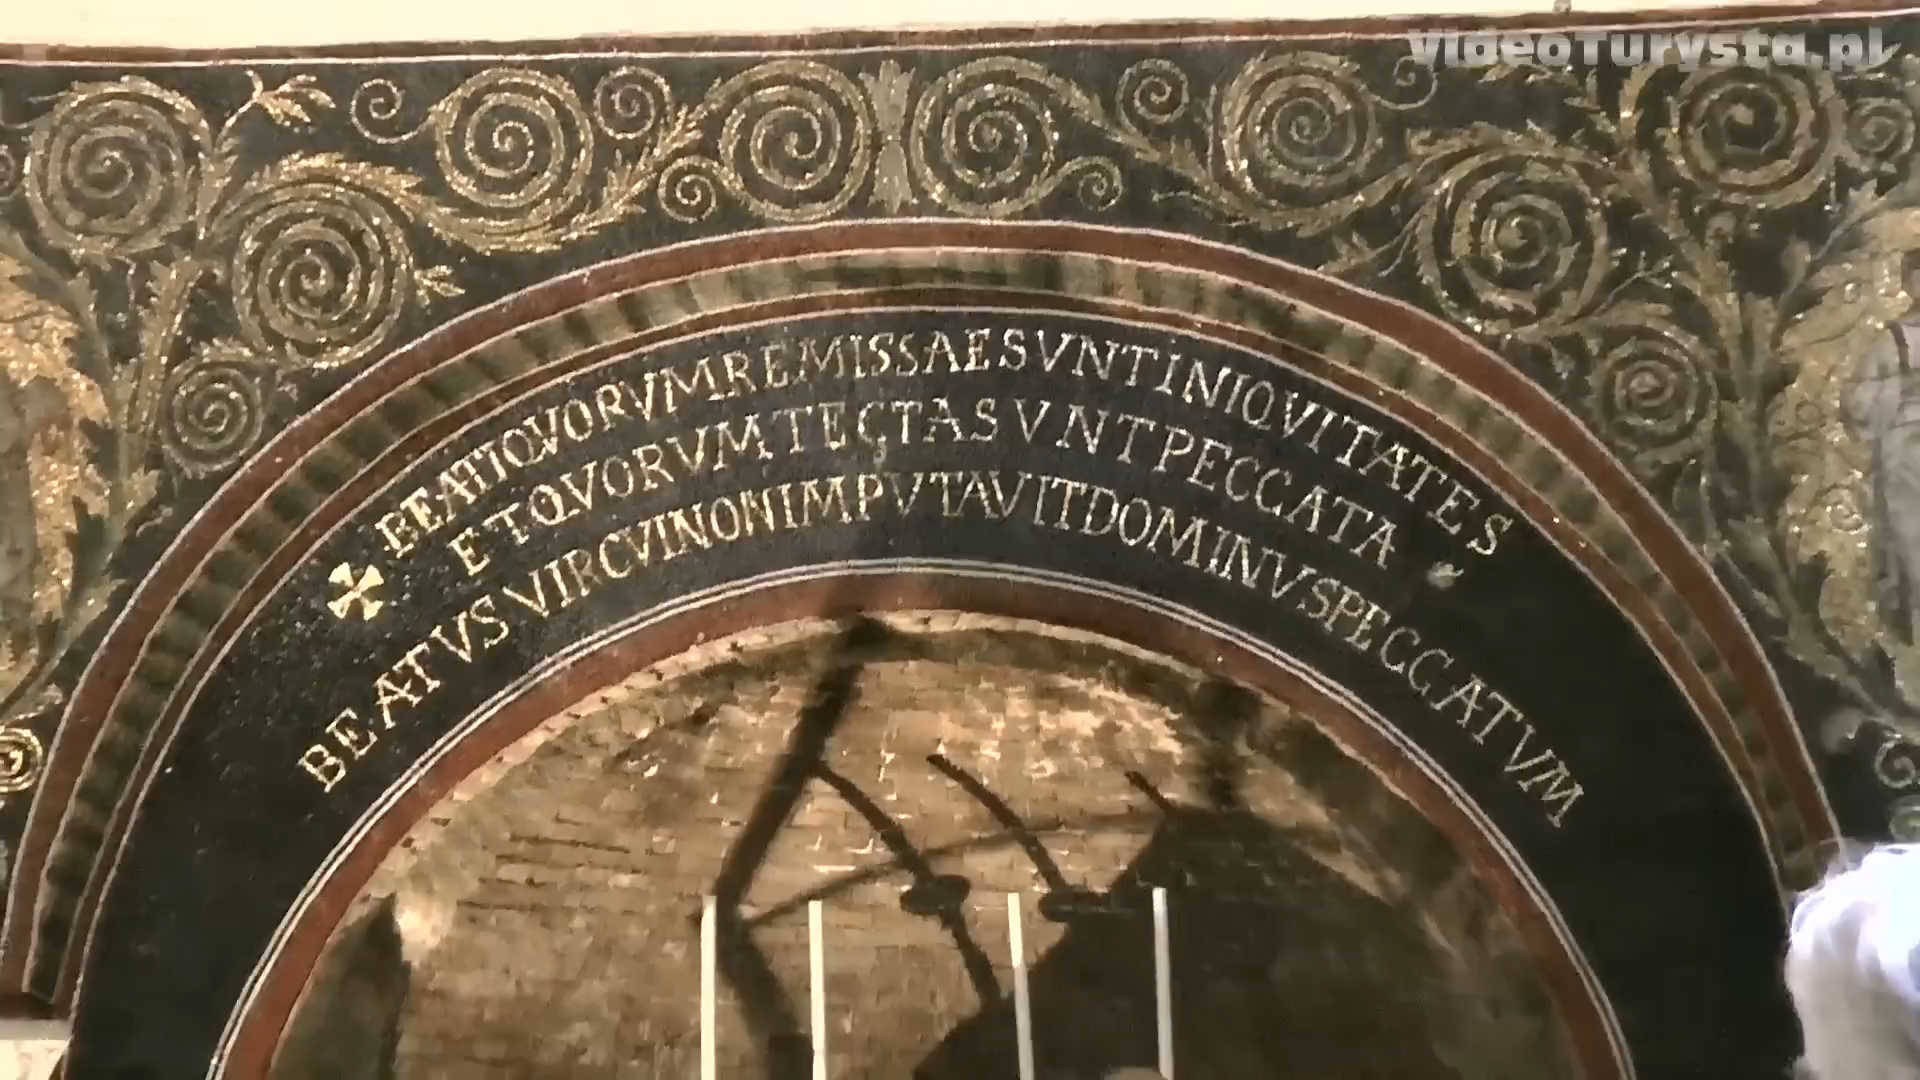 VideoTurysta.pl
BEATIQVORVMREMISSAESVNTINIQVITATES
ETQVORVMTECTASVNTPECCATA
BEATVSVIRCVINONIMPVTAVITDOMINVSPECCATVM